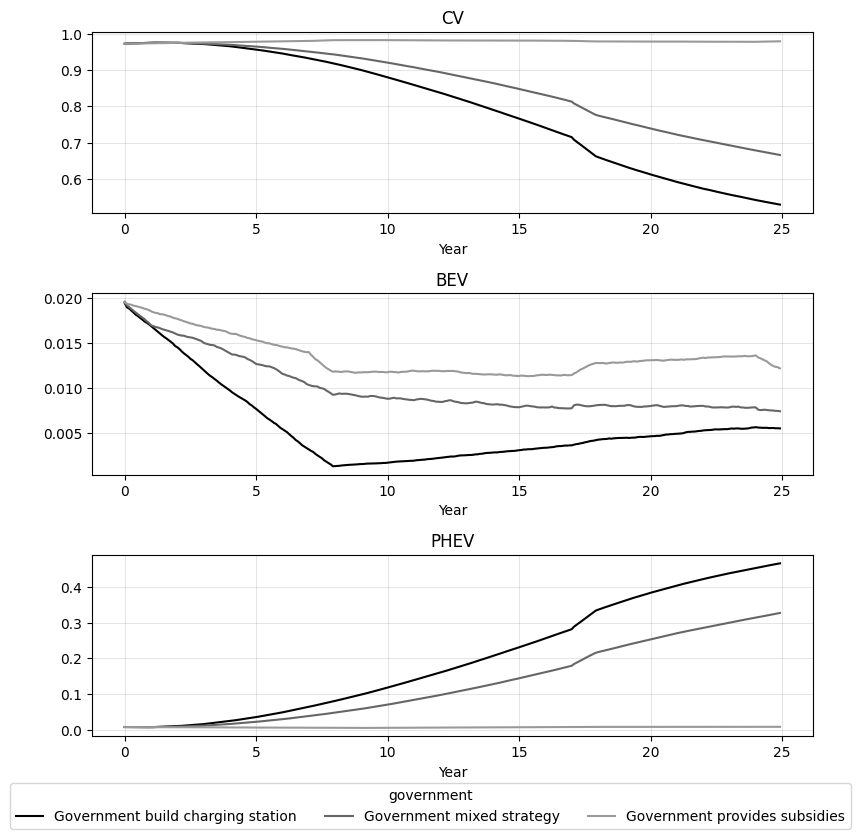 CV
1.0
0.9
0.8
0.7
0.6
0 5 10 15 20 25
Year
BEV
0.020
0.015
0.010
0.005
0 5 10 15 20 25
Year
PHEV
0.4
0.3
0.2
0.1
0.0
0 5 10 15 20 25
Year
government
Government build charging station Government mixed strategy Government provides subsidies